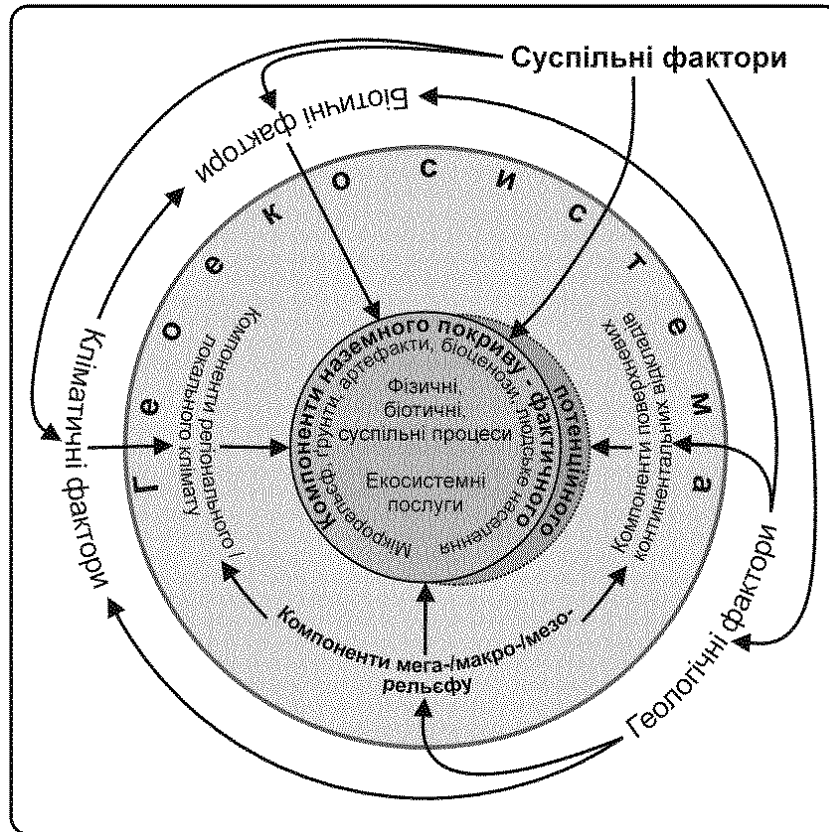 Суспільні фактори
Біотичні фактори
Геоекосистема
Кліматичні фактори
Компоненти регіонального /
локального клімату
Компоненти наземного покриву - фактичного
потенційного
Мікрорельєф, ґрунти, артефакти, біоценози, людське населення
Фізичні,
біотичні,
суспільні процеси
Екосистемні
послуги
Компоненти поверхневих
континентальних відкладів
Компоненти мега-/макро-/мезо-
рельєфу
Геологічні фактори